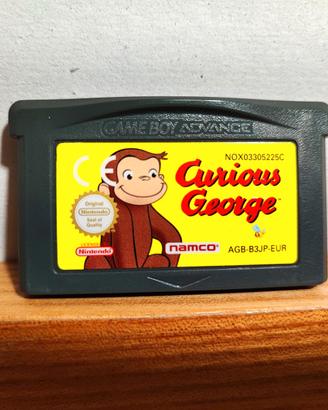 GAME BOY ADVANCE
NOX03305225C
CE
Curious
George
Original
Nintendo
Seal of
Quality
Nintendo
namco
AGB-B3JP-EUR